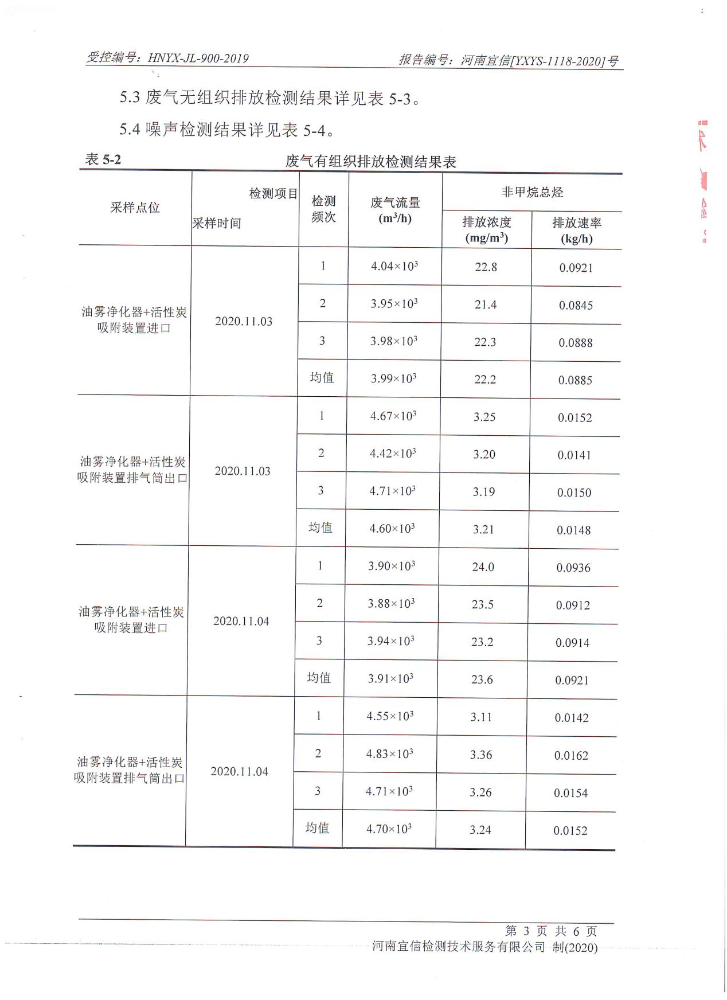 受控编号：HNYX-JL-900-2019 报告编号：河南宜信[YXYS-1118-2020]号
5.3 废气无组织排放检测结果详见表 5-3。
5.4 噪声检测结果详见表 5-4。
表 5-2 废气有组织排放检测结果表
采样点位 检测项目 采样时间 检测频次 废气流量 (m³/h) 非甲烷总烃
排放浓度 (mg/m³) 排放速率 (kg/h)
油雾净化器+活性炭吸附装置进口 2020.11.03 1 4.04×10³ 22.8 0.0921
2 3.95×10³ 21.4 0.0845
3 3.98×10³ 22.3 0.0888
均值 3.99×10³ 22.2 0.0885
油雾净化器+活性炭吸附装置排气筒出口 2020.11.03 1 4.67×10³ 3.25 0.0152
2 4.42×10³ 3.20 0.0141
3 4.71×10³ 3.19 0.0150
均值 4.60×10³ 3.21 0.0148
油雾净化器+活性炭吸附装置进口 2020.11.04 1 3.90×10³ 24.0 0.0936
2 3.88×10³ 23.5 0.0912
3 3.94×10³ 23.2 0.0914
均值 3.91×10³ 23.6 0.0921
油雾净化器+活性炭吸附装置排气筒出口 2020.11.04 1 4.55×10³ 3.11 0.0142
2 4.83×10³ 3.36 0.0162
3 4.71×10³ 3.26 0.0154
均值 4.70×10³ 3.24 0.0152
第 3 页 共 6 页
河南宜信检测技术服务有限公司 制(2020)